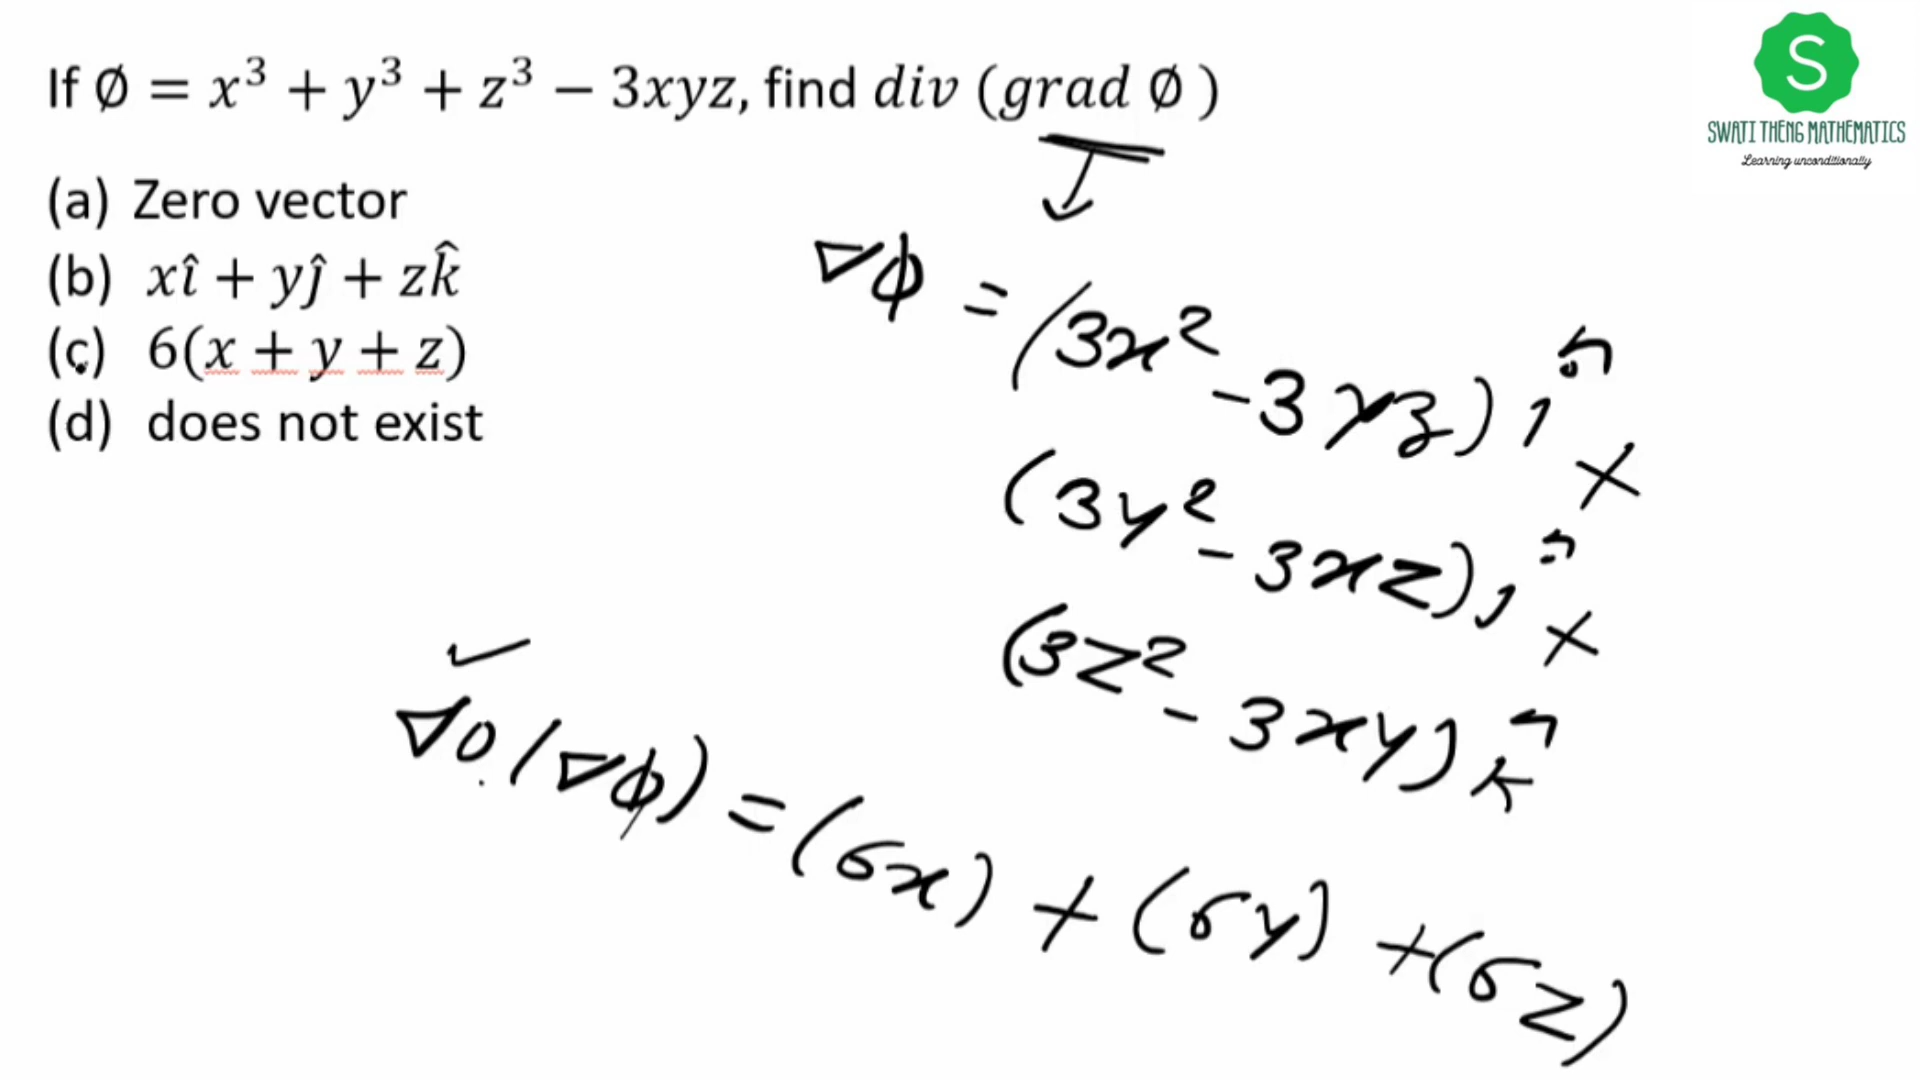 If ∅ = x³ + y³ + z³ − 3xyz, find div (grad ∅ )
S
SWATI THENG MATHEMATICS
Learning unconditionally
(a) Zero vector
(b) xî + yĵ + zk̂
(c) 6(x + y + z)
(d) does not exist
∇ϕ = (3x² - 3yz) î +
(3y² - 3xz) ĵ +
(3z² - 3xy) k̂
∇·(∇ϕ) = (6x) + (6y) + (6z)